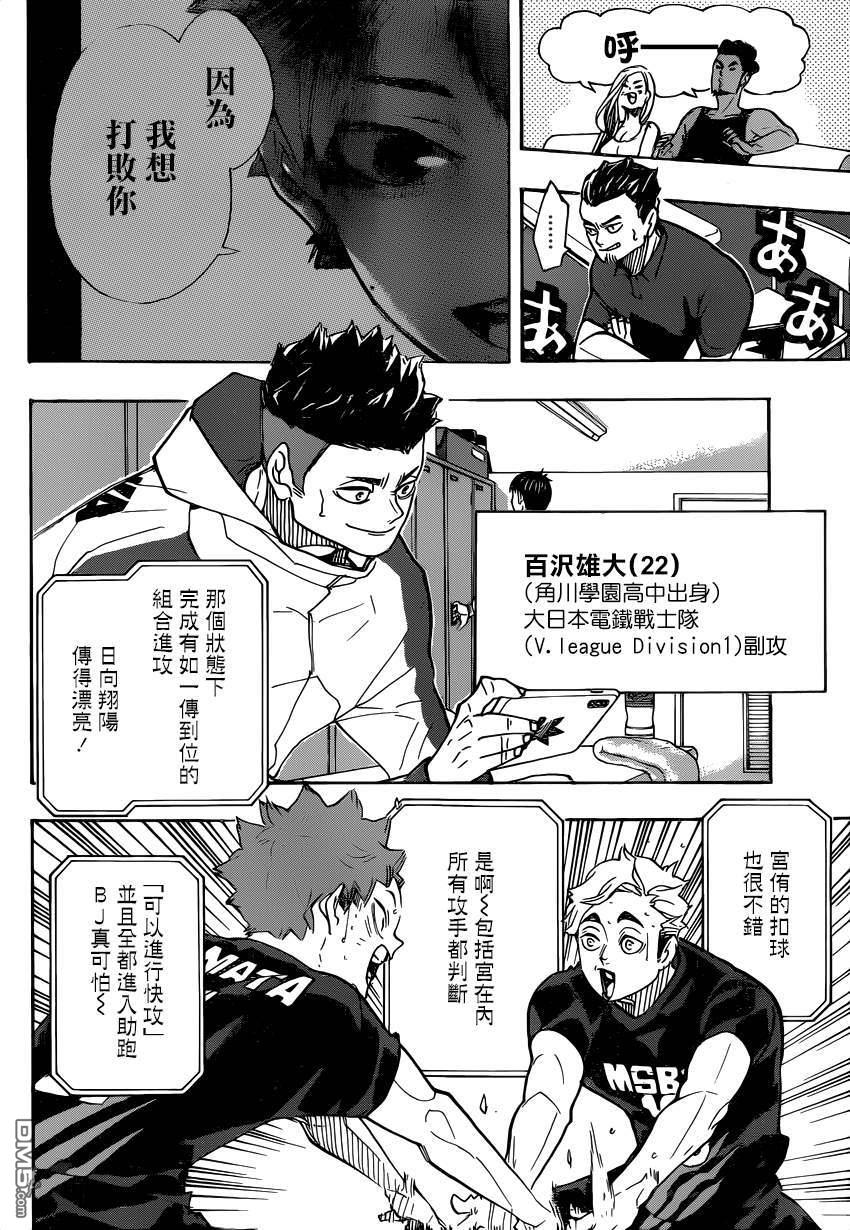 呼——
……
ああ
ああ
因為
我想
打敗你
百沢雄大(22)
(角川學園高中出身)
大日本電鐵戰士隊
(V.league Division1)副攻
那個狀態下
完成有如一傳到位的
組合進攻
日向翔陽
傳得漂亮！
宮侑的扣球
也很不錯
是啊~包括宮在內
所有攻手都判斷
「可以進行快攻」
並且全都進入助跑
BJ真可怕~
MATA
MSB
DM5.com